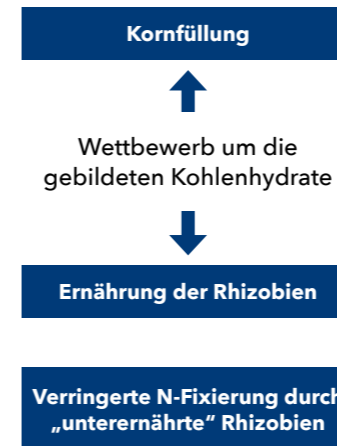 Kornfüllung
Wettbewerb um die
gebildeten Kohlenhydrate
Ernährung der Rhizobien
Verringerte N-Fixierung durch
„unterernährte“ Rhizobien